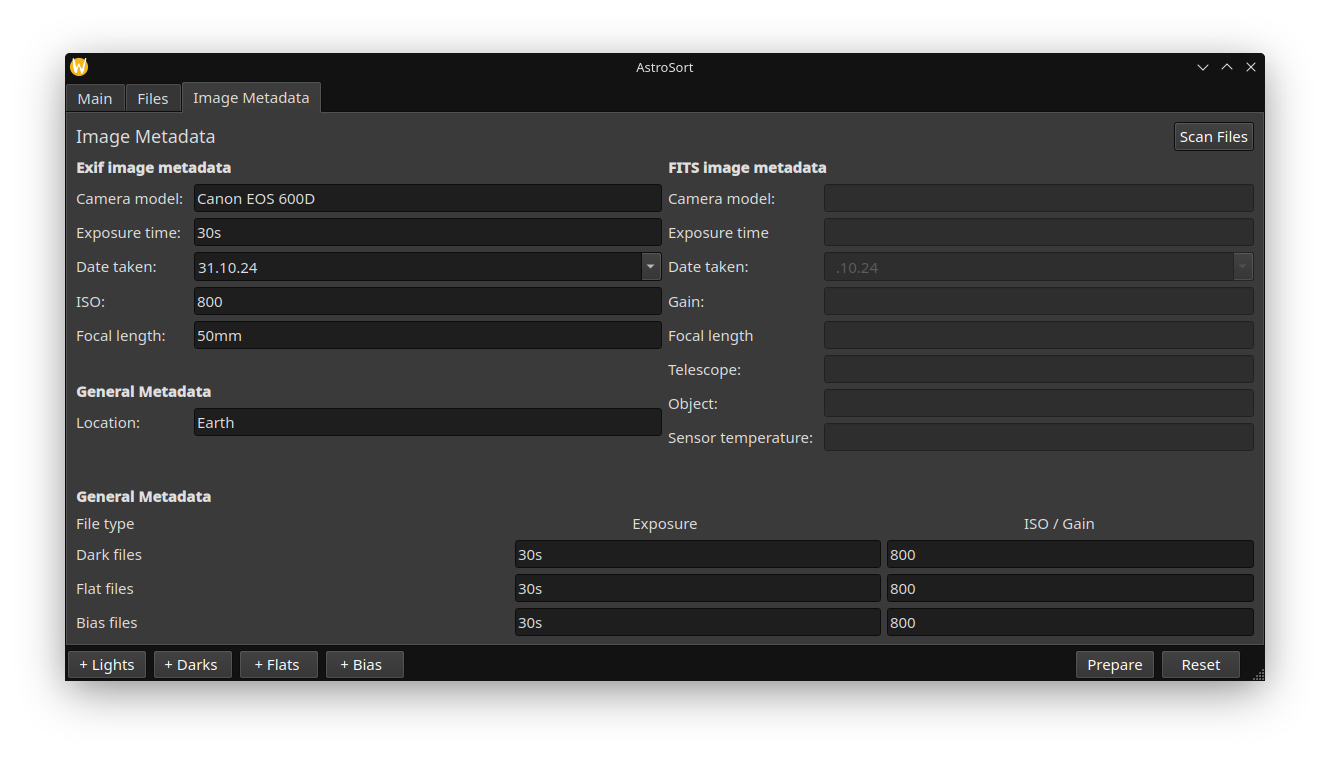 AstroSort
Main Files Image Metadata
Image Metadata Scan Files
Exif image metadata
Camera model: Canon EOS 600D
Exposure time: 30s
Date taken: 31.10.24
ISO: 800
Focal length: 50mm
General Metadata
Location: Earth
FITS image metadata
Camera model:
Exposure time
Date taken: .10.24
Gain:
Focal length
Telescope:
Object:
Sensor temperature:
General Metadata
File type Exposure ISO / Gain
Dark files 30s 800
Flat files 30s 800
Bias files 30s 800
+ Lights + Darks + Flats + Bias Prepare Reset